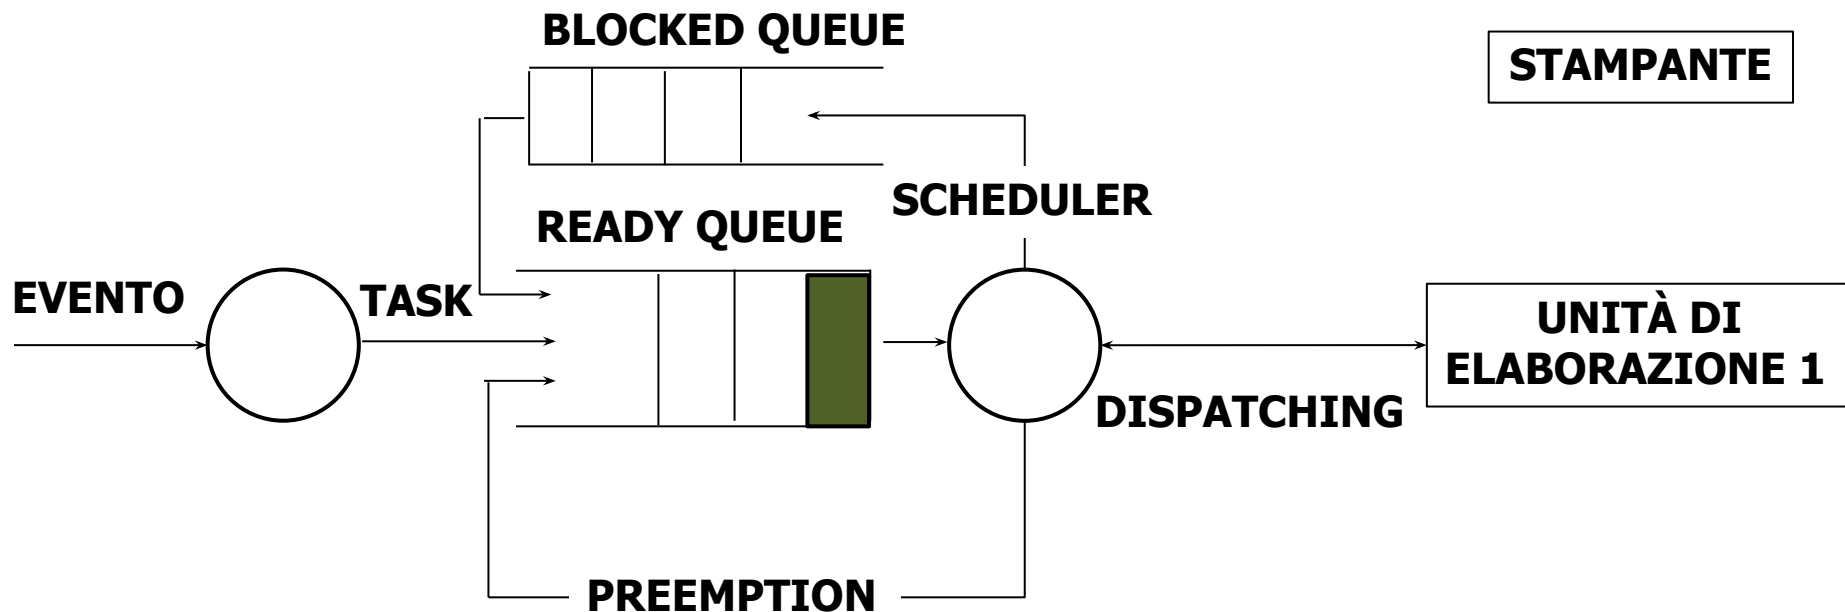 BLOCKED QUEUE
STAMPANTE
SCHEDULER
READY QUEUE
EVENTO
TASK
UNITÀ DI
ELABORAZIONE 1
DISPATCHING
PREEMPTION